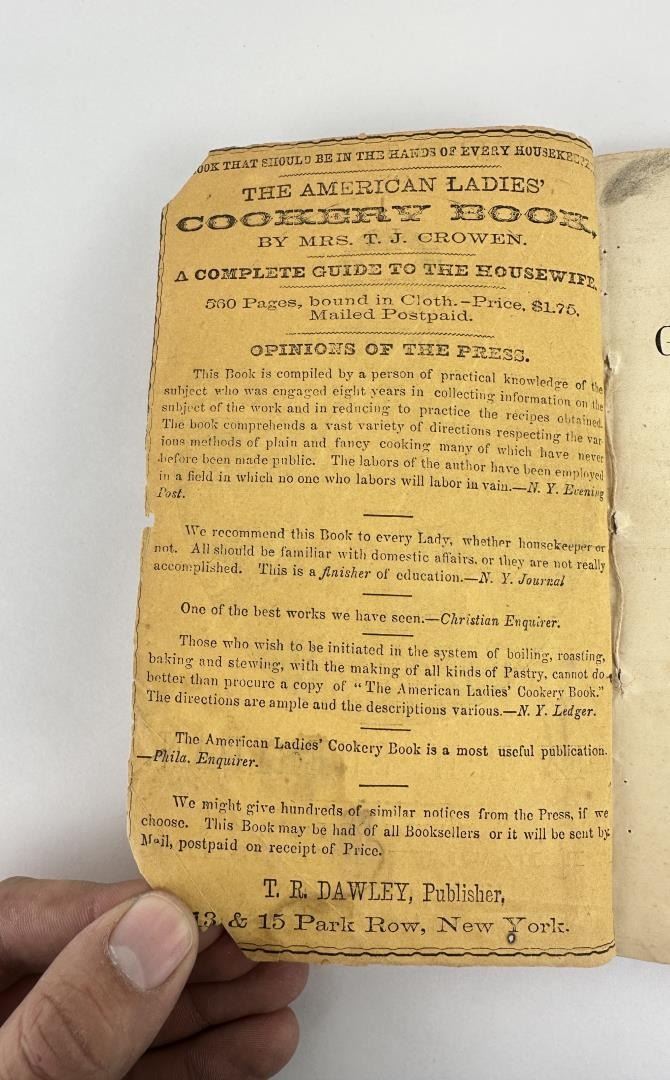 OOK THAT SHOULD BE IN THE HANDS OF EVERY HOUSEKEEPE
THE AMERICAN LADIES'
COOKERY BOOK,
BY MRS. T. J. CROWEN.
A COMPLETE GUIDE TO THE HOUSEWIFE.
560 Pages, bound in Cloth.—Price, $1.75,
Mailed Postpaid.
OPINIONS OF THE PRESS.
This Book is compiled by a person of practical knowledge of the
subject who was engaged eight years in collecting information on the
subject of the work and in reducing to practice the recipes obtained.
The book comprehends a vast variety of directions respecting the var
ious methods of plain and fancy cooking many of which have never
before been made public. The labors of the author have been employed
in a field in which no one who labors will labor in vain.—N. Y. Evening
Post.
We recommend this Book to every Lady, whether housekeeper or
not. All should be familiar with domestic affairs, or they are not really
accomplished. This is a finisher of education.—N. Y. Journal
One of the best works we have seen.—Christian Enquirer.
Those who wish to be initiated in the system of boiling, roasting,
baking and stewing, with the making of all kinds of Pastry, cannot do
better than procure a copy of "The American Ladies' Cookery Book."
The directions are ample and the descriptions various.—N. Y. Ledger.
The American Ladies' Cookery Book is a most useful publication.
—Phila. Enquirer.
We might give hundreds of similar notices from the Press, if we
choose. This Book may be had of all Booksellers or it will be sent by
Mail, postpaid on receipt of Price.
T. R. DAWLEY, Publisher,
13 & 15 Park Row, New York.
G